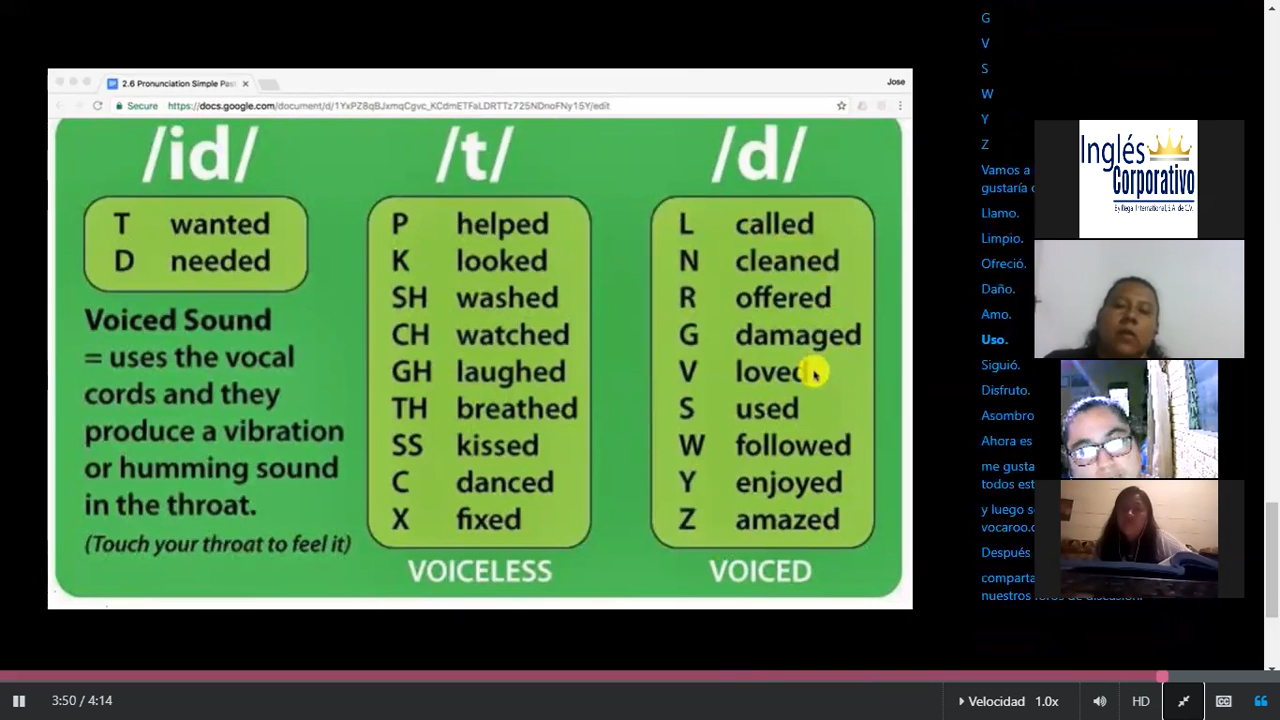 2.6 Pronunciation Simple Pas
Jose
Secure https://docs.google.com/document/d/1YxPZ8qBJxmqCgvc_KCdmETFaLDRTTz725NDnoFNy15Y/edit
/id/
T wanted
D needed
Voiced Sound
= uses the vocal
cords and they
produce a vibration
or humming sound
in the throat.
(Touch your throat to feel it)
/t/
P helped
K looked
SH washed
CH watched
GH laughed
TH breathed
SS kissed
C danced
X fixed
VOICELESS
/d/
L called
N cleaned
R offered
G damaged
V loved
S used
W followed
Y enjoyed
Z amazed
VOICED
G
V
S
W
Y
Z
Vamos a
gustaría
Llamo.
Limpio.
Ofreció.
Daño.
Amo.
Uso.
Siguió.
Disfruto.
Asombro
Ahora es
me gusta
todos est
y luego s
vocaroo.c
Después
comparta
nuestros foros de discusión.
Inglés
Corporativo
3:50 / 4:14
Velocidad 1.0x
HD
CC